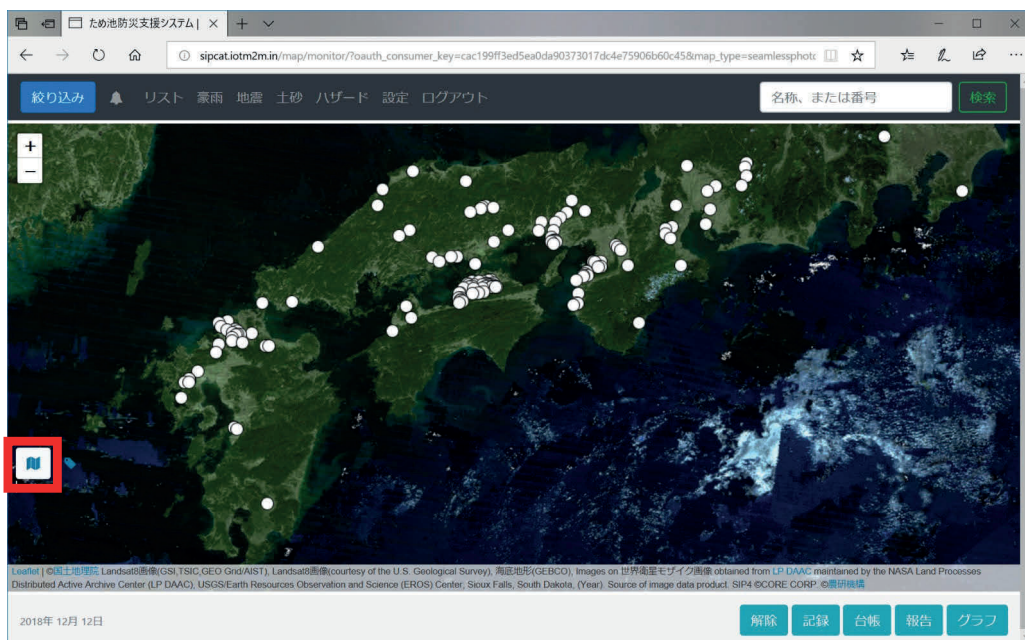 ため池防災支援システム |
sipcat.iotm2m.in/map/monitor/?oauth_consumer_key=cac199ff3ed5ea0da90373017dc4e75906b60c45&map_type=seamlessphotc
絞り込み リスト 豪雨 地震 土砂 ハザード 設定 ログアウト 名称、または番号 検索
+
−
Leaflet | ©国土地理院 Landsat8画像(GSI,TSIC,GEO Grid/AIST), Landsat8画像(courtesy of the U.S. Geological Survey), 海底地形(GEBCO), Images on 世界衛星モザイク画像 obtained from LP DAAC maintained by the NASA Land Processes
Distributed Active Archive Center (LP DAAC), USGS/Earth Resources Observation and Science (EROS) Center, Sioux Falls, South Dakota, (Year). Source of image data product. SIP4 ©CORE CORP. ©農研機構
2018年 12月 12日 解除 記録 台帳 報告 グラフ